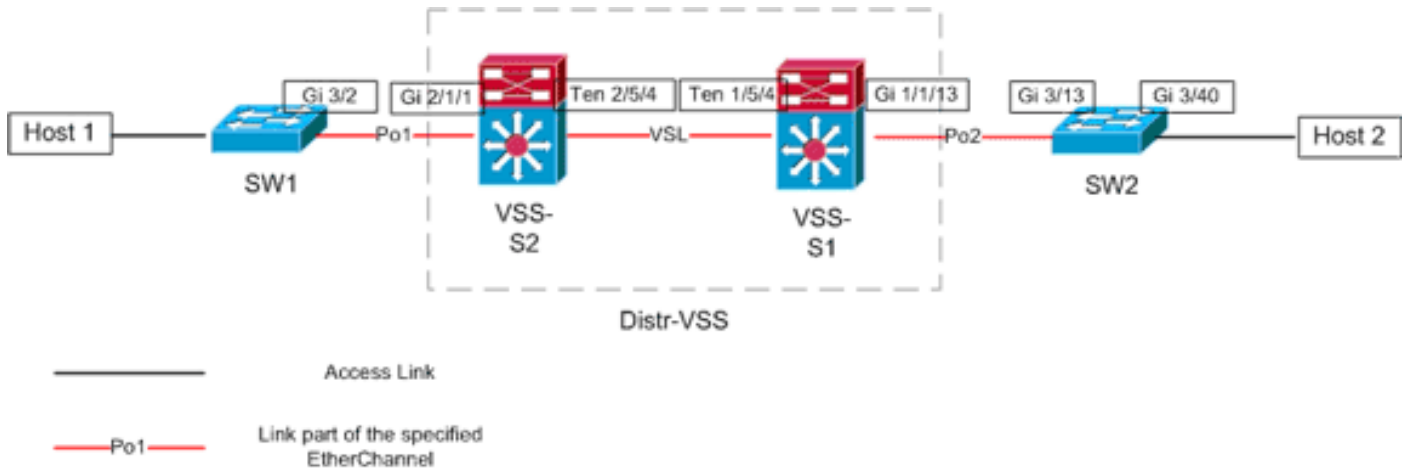 Gi 3/2
Gi 2/1/1
Ten 2/5/4
Ten 1/5/4
Gi 1/1/13
Gi 3/13
Gi 3/40
Host 1
Po1
VSL
Po2
Host 2
SW1
VSS-
S2
VSS-
S1
SW2
Distr-VSS
Access Link
Po1
Link part of the specified
EtherChannel